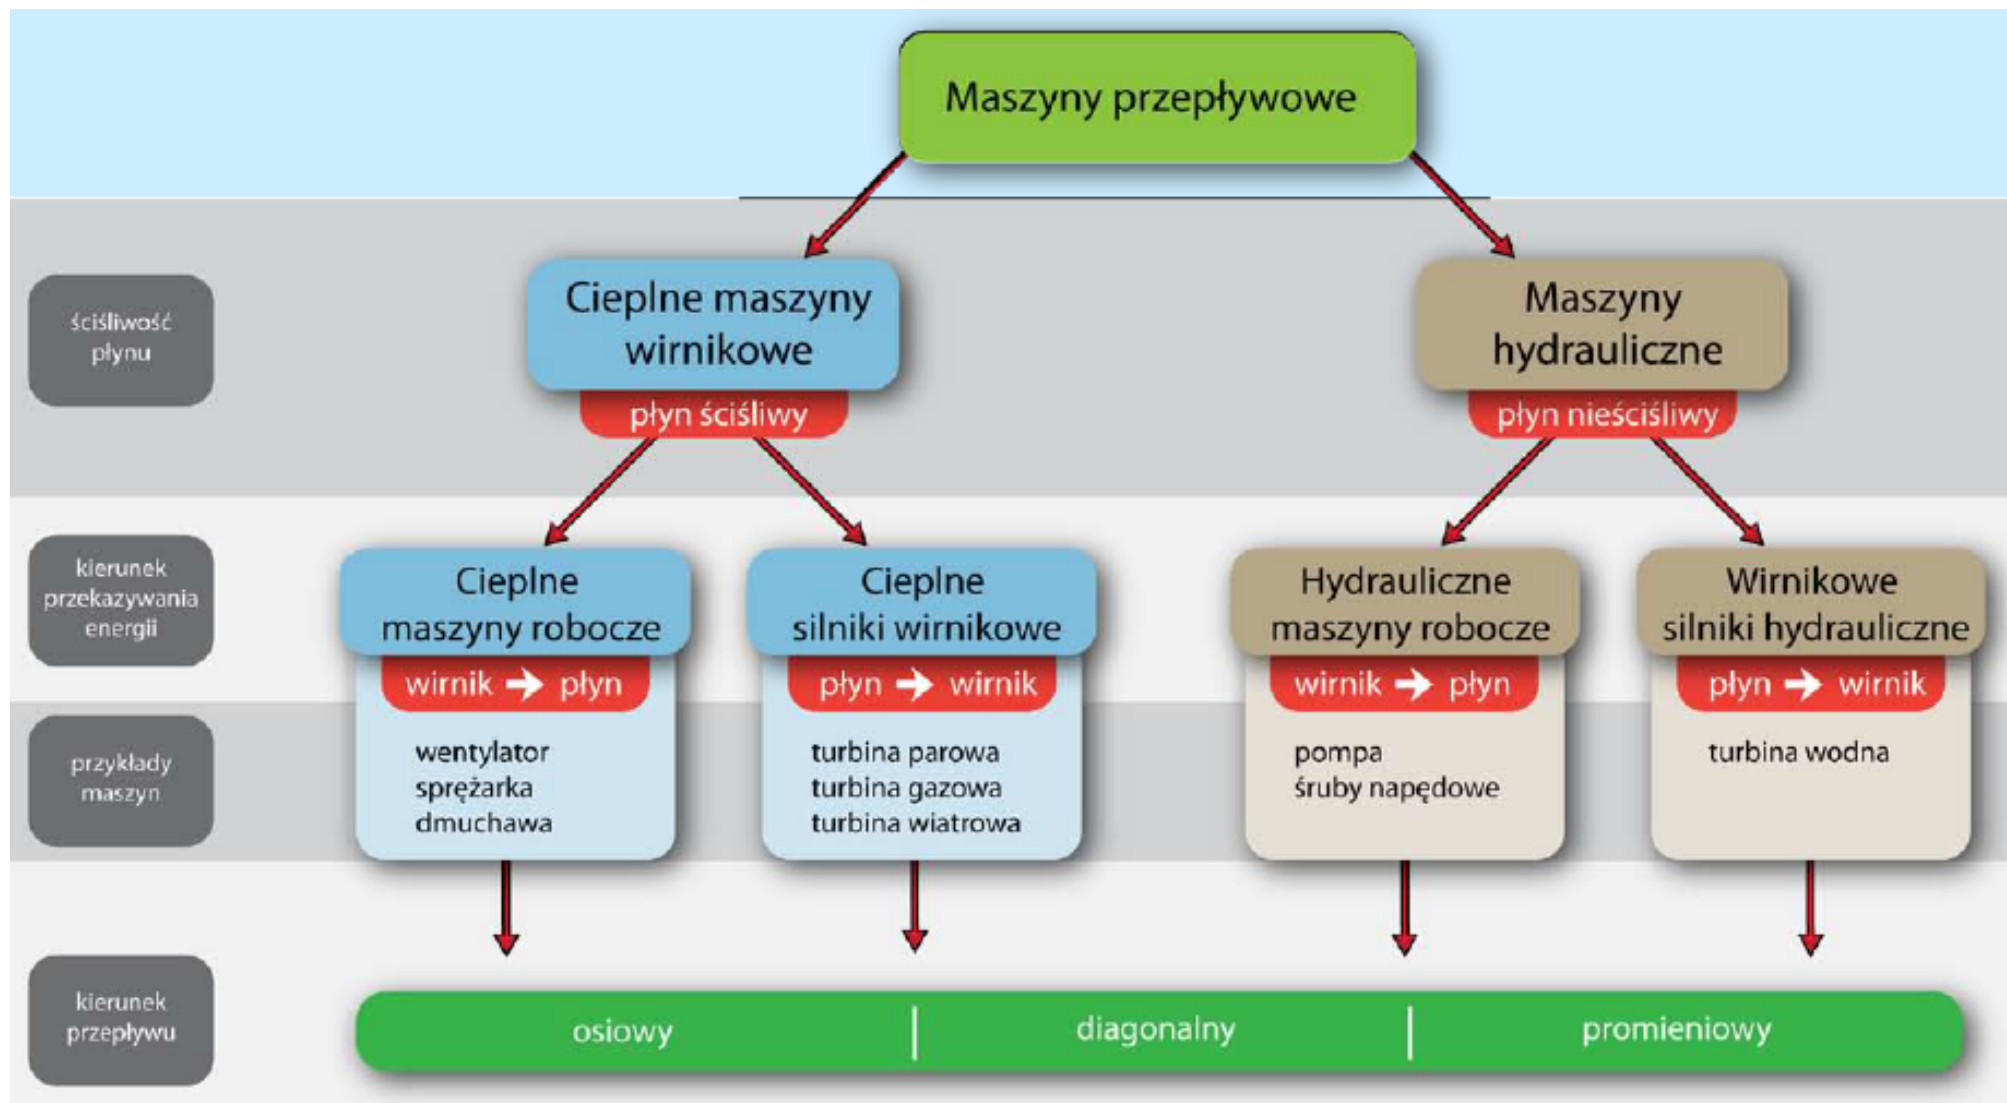 Maszyny przepływowe
ściśliwość
płynu
Cieplne maszyny
wirnikowe
płyn ściśliwy
Maszyny
hydrauliczne
płyn nieściśliwy
kierunek
przekazywania
energii
Cieplne
maszyny robocze
wirnik → płyn
Cieplne
silniki wirnikowe
płyn → wirnik
Hydrauliczne
maszyny robocze
wirnik → płyn
Wirnikowe
silniki hydrauliczne
płyn → wirnik
przykłady
maszyn
wentylator
sprężarka
dmuchawa
turbina parowa
turbina gazowa
turbina wiatrowa
pompa
śruby napędowe
turbina wodna
kierunek
przepływu
osiowy
diagonalny
promieniowy